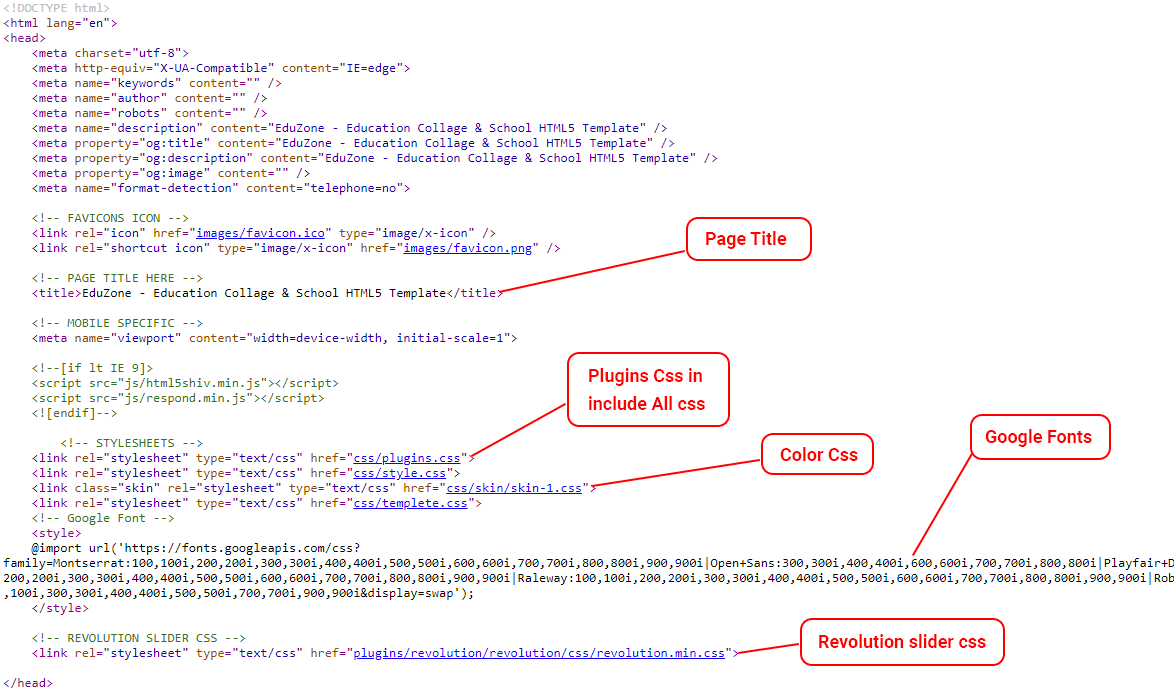 <!DOCTYPE html>
<html lang="en">
<head>
<meta charset="utf-8">
<meta http-equiv="X-UA-Compatible" content="IE=edge">
<meta name="keywords" content="" />
<meta name="author" content="" />
<meta name="robots" content="" />
<meta name="description" content="EduZone - Education Collage & School HTML5 Template" />
<meta property="og:title" content="EduZone - Education Collage & School HTML5 Template" />
<meta property="og:description" content="EduZone - Education Collage & School HTML5 Template" />
<meta property="og:image" content="" />
<meta name="format-detection" content="telephone=no">
<!-- FAVICONS ICON -->
<link rel="icon" href="images/favicon.ico" type="image/x-icon" />
<link rel="shortcut icon" type="image/x-icon" href="images/favicon.png" />
Page Title
<!-- PAGE TITLE HERE -->
<title>EduZone - Education Collage & School HTML5 Template</title>
<!-- MOBILE SPECIFIC -->
<meta name="viewport" content="width=device-width, initial-scale=1">
<!--[if lt IE 9]>
<script src="js/html5shiv.min.js"></script>
<script src="js/respond.min.js"></script>
<![endif]-->
Plugins Css in
include All css
Google Fonts
Color Css
<!-- STYLESHEETS -->
<link rel="stylesheet" type="text/css" href="css/plugins.css">
<link rel="stylesheet" type="text/css" href="css/style.css">
<link class="skin" rel="stylesheet" type="text/css" href="css/skin/skin-1.css">
<link rel="stylesheet" type="text/css" href="css/templete.css">
<!-- Google Font -->
<style>
@import url('https://fonts.googleapis.com/css?
family=Montserrat:100,100i,200,200i,300,300i,400,400i,500,500i,600,600i,700,700i,800,800i,900,900i|Open+Sans:300,300i,400,400i,600,600i,700,700i,800,800i|Playfair+D
200,200i,300,300i,400,400i,500,500i,600,600i,700,700i,800,800i,900,900i|Raleway:100,100i,200,200i,300,300i,400,400i,500,500i,600,600i,700,700i,800,800i,900,900i|Rob
,100i,300,300i,400,400i,500,500i,700,700i,900,900i&display=swap');
</style>
<!-- REVOLUTION SLIDER CSS -->
<link rel="stylesheet" type="text/css" href="plugins/revolution/revolution/css/revolution.min.css">
Revolution slider css
</head>